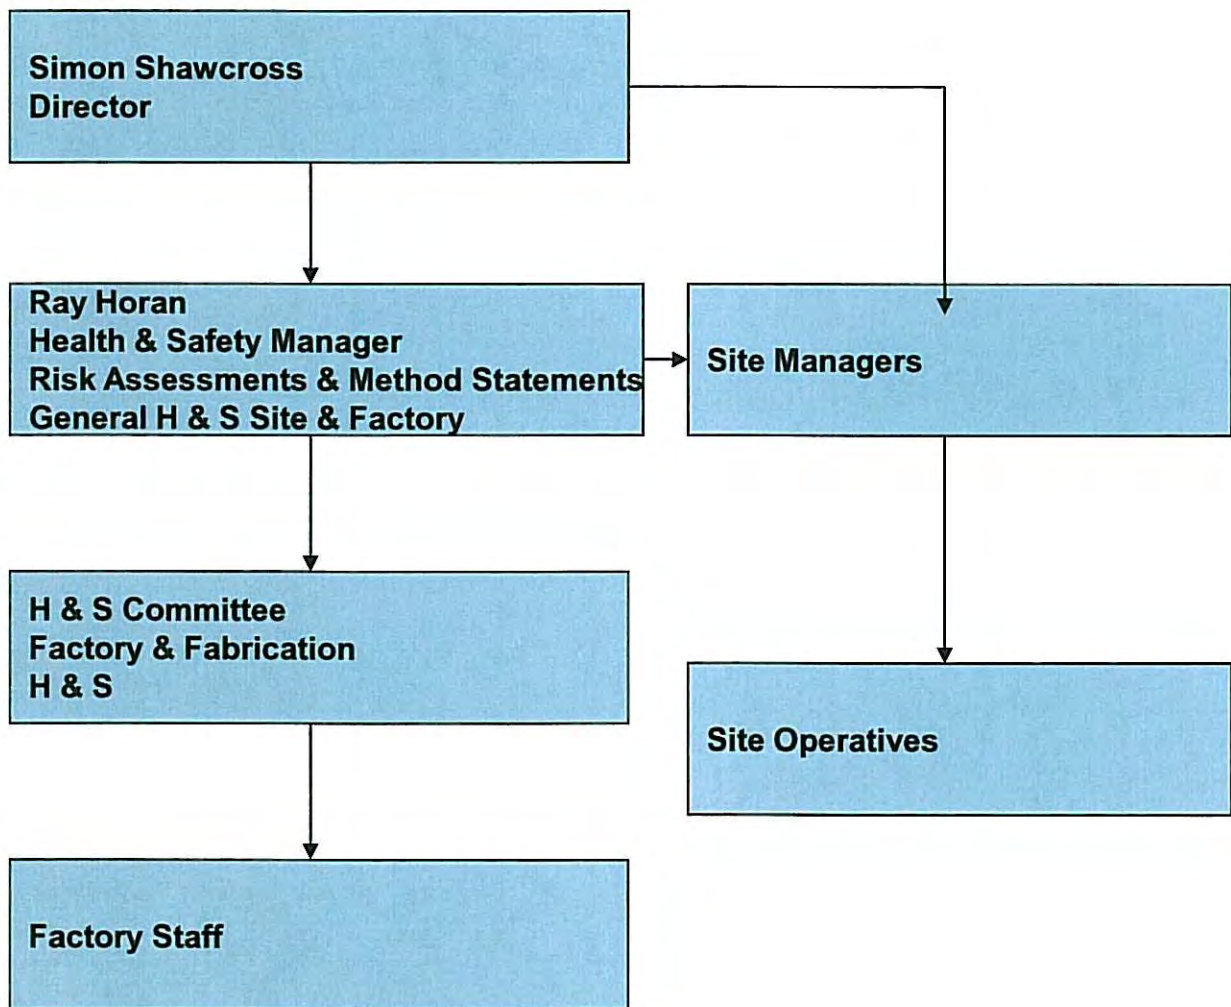 Simon Shawcross
Director
Ray Horan
Health & Safety Manager
Risk Assessments & Method Statements
General H & S Site & Factory
Site Managers
H & S Committee
Factory & Fabrication
H & S
Site Operatives
Factory Staff